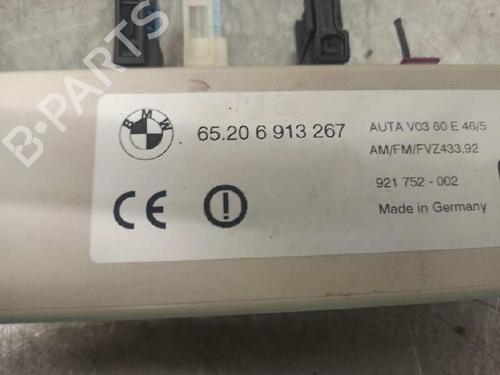 B-PARTS
BMW
65.20 6 913 267
AUTA V03 60 E 46/5
AM/FM/FVZ433,92
921 752 - 002
Made in Germany
CE